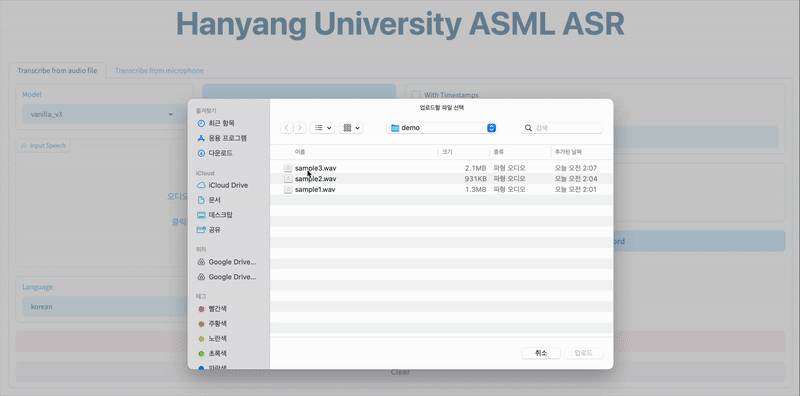 Hanyang University ASML ASR
Transcribe from audio file
Transcribe from microphone
Model
vanilla_v3
With Timestamps
Input Speech
오디오
클릭
Language
korean
Clear
업로드할 파일 선택
즐겨찾기
최근 항목
응용 프로그램
다운로드
iCloud
iCloud Drive
문서
데스크탑
공유
위치
Google Drive...
Google Drive...
태그
빨간색
주황색
노란색
초록색
파란색
demo
검색
이름
크기
종류
추가된 날짜
sample3.wav 2.1MB 파형 오디오 오늘 오전 2:07
sample2.wav 931KB 파형 오디오 오늘 오전 2:04
sample1.wav 1.3MB 파형 오디오 오늘 오전 2:01
취소
업로드